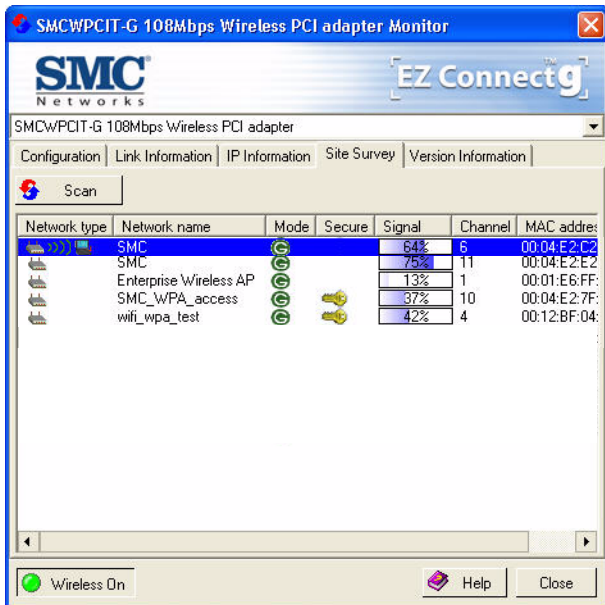 SMCWPCIT-G 108Mbps Wireless PCI adapter Monitor
SMC®
Networks
EZ Connect™ g
SMCWPCIT-G 108Mbps Wireless PCI adapter
Configuration Link Information IP Information Site Survey Version Information
Scan
Network type Network name Mode Secure Signal Channel MAC addres
SMC G 64% 6 00:04:E2:C2
SMC G 75% 11 00:04:E2:E2
Enterprise Wireless AP G 13% 1 00:01:E6:FF:
SMC_WPA_access G 37% 10 00:04:E2:7F:
wifi_wpa_test G 42% 4 00:12:BF:04:
Wireless On Help Close